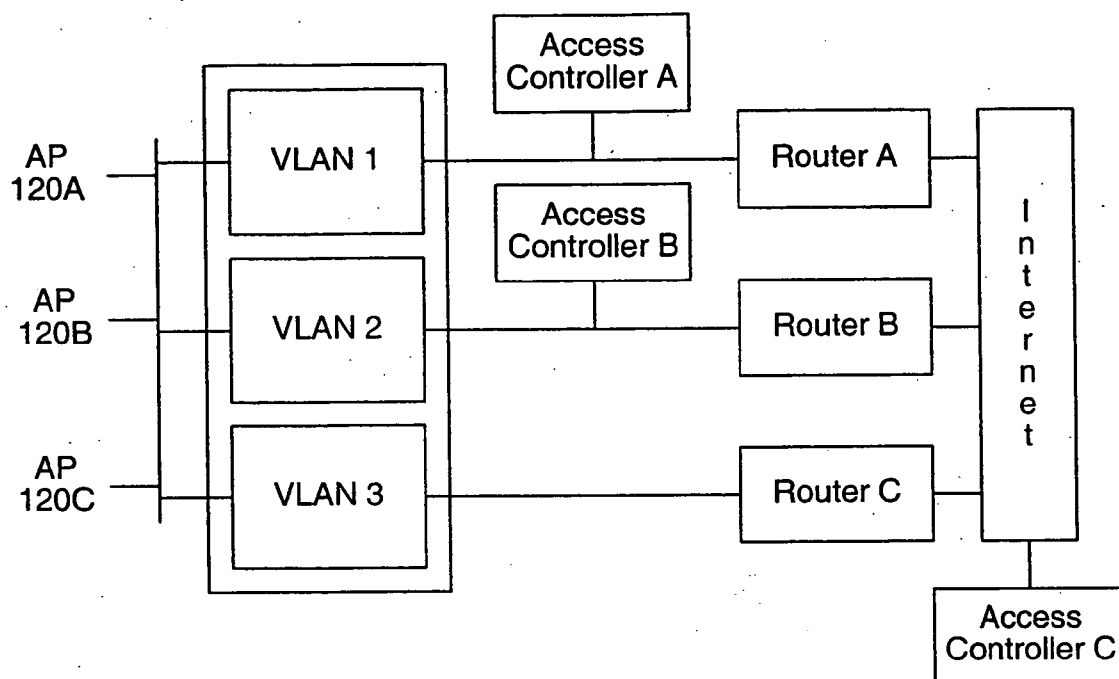 Access
Controller A
AP
120A
VLAN 1
Router A
Access
Controller B
AP
120B
VLAN 2
Router B
Internet
AP
120C
VLAN 3
Router C
Access
Controller C